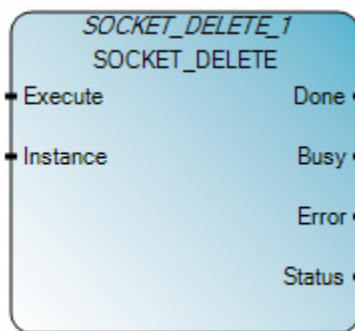 SOCKET_DELETE_1
SOCKET_DELETE
Execute Done
Instance Busy
Error
Status